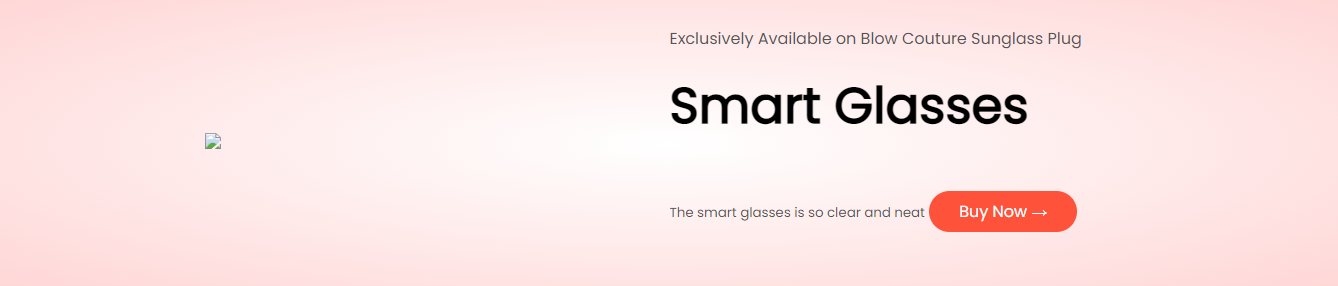 Exclusively Available on Blow Couture Sunglass Plug
Smart Glasses
The smart glasses is so clear and neat Buy Now →